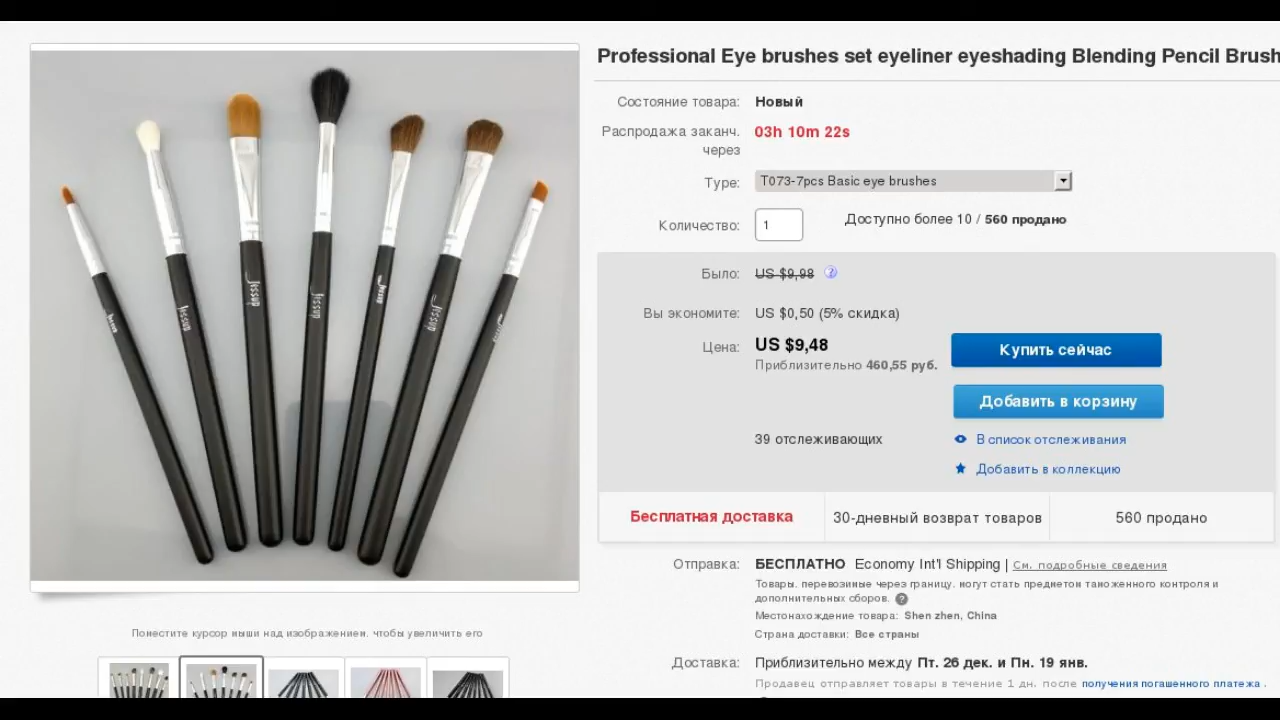 Professional Eye brushes set eyeliner eyeshading Blending Pencil Brush
Состояние товара: Новый
Распродажа заканч. через 03h 10m 22s
Type: T073-7pcs Basic eye brushes
Количество: 1 Доступно более 10 / 560 продано
Было: US $9,98
Вы экономите: US $0,50 (5% скидка)
Цена: US $9,48
Приблизительно 460,55 руб.
Купить сейчас
Добавить в корзину
39 отслеживающих
В список отслеживания
Добавить в коллекцию
Бесплатная доставка 30-дневный возврат товаров 560 продано
Отправка: БЕСПЛАТНО Economy Int'l Shipping | См. подробные сведения
Товары, перевозимые через границу, могут стать предметом таможенного контроля и
дополнительных сборов.
Местонахождение товара: Shen zhen, China
Страна доставки: Все страны
Доставка: Приблизительно между Пт. 26 дек. и Пн. 19 янв.
Продавец отправляет товары в течение 1 дн. после получения погашенного платежа .
Jessup
Jessup
Jessup
Jessup
Jessup
Jessup
Поместите курсор мыши над изображением, чтобы увеличить его